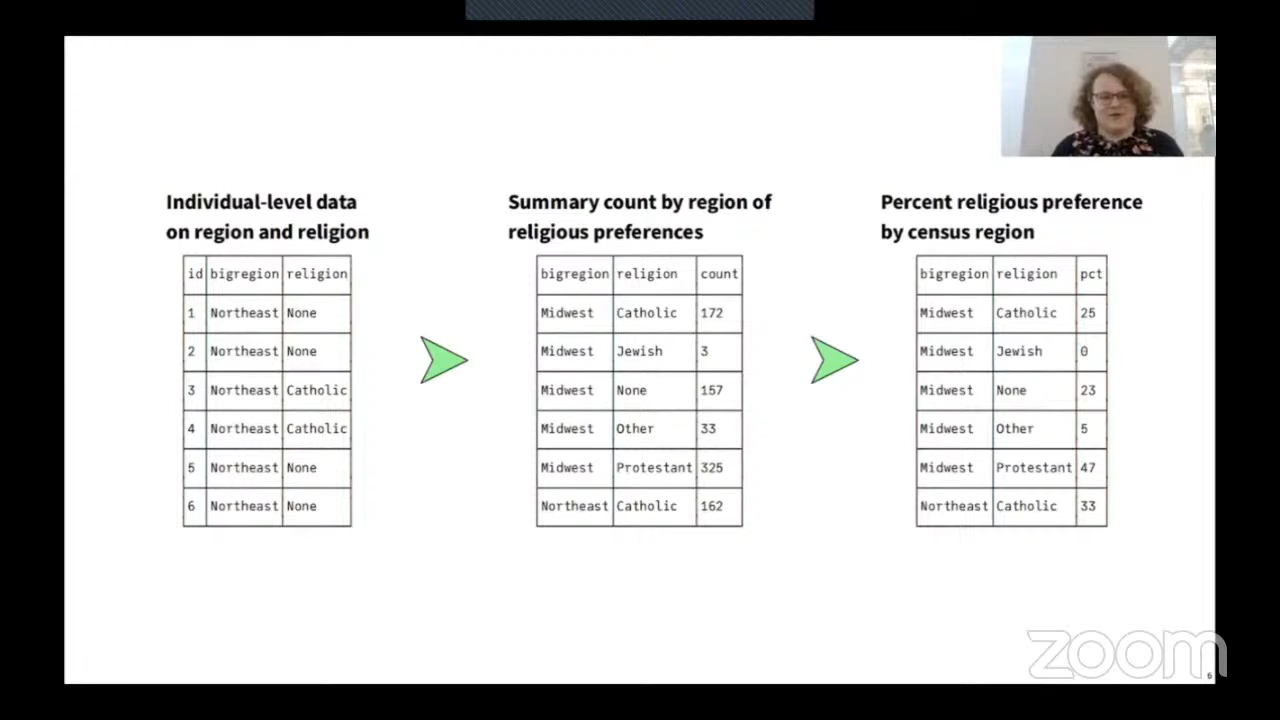 Individual-level data
on region and religion
id bigregion religion
1 Northeast None
2 Northeast None
3 Northeast Catholic
4 Northeast Catholic
5 Northeast None
6 Northeast None
Summary count by region of
religious preferences
bigregion religion count
Midwest Catholic 172
Midwest Jewish 3
Midwest None 157
Midwest Other 33
Midwest Protestant 325
Northeast Catholic 162
Percent religious preference
by census region
bigregion religion pct
Midwest Catholic 25
Midwest Jewish 0
Midwest None 23
Midwest Other 5
Midwest Protestant 47
Northeast Catholic 33
zoom
6